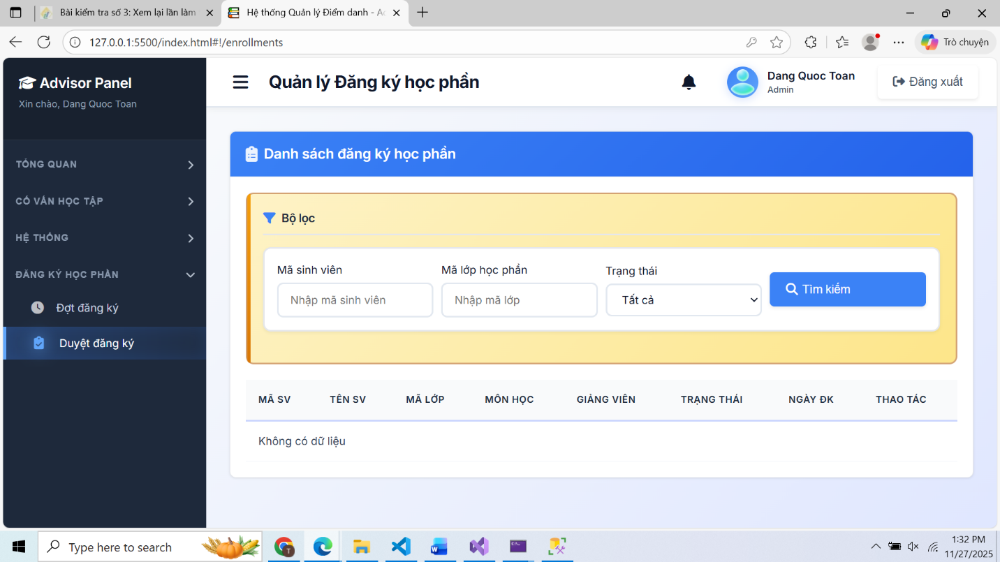 Bài kiểm tra số 3: Xem lại lần làm
Hệ thống Quản lý Điểm danh - Ac
127.0.0.1:5500/index.html#!/enrollments
Trò chuyện
Advisor Panel
Xin chào, Dang Quoc Toan
Quản lý Đăng ký học phần
Dang Quoc Toan
Admin
Đăng xuất
TỔNG QUAN
CỐ VẤN HỌC TẬP
HỆ THỐNG
ĐĂNG KÝ HỌC PHẦN
Đợt đăng ký
Duyệt đăng ký
Danh sách đăng ký học phần
Bộ lọc
Mã sinh viên
Mã lớp học phần
Trạng thái
Nhập mã sinh viên
Nhập mã lớp
Tất cả
Tìm kiếm
MÃ SV TÊN SV MÃ LỚP MÔN HỌC GIẢNG VIÊN TRẠNG THÁI NGÀY ĐK THAO TÁC
Không có dữ liệu
Type here to search
1:32 PM
11/27/2025